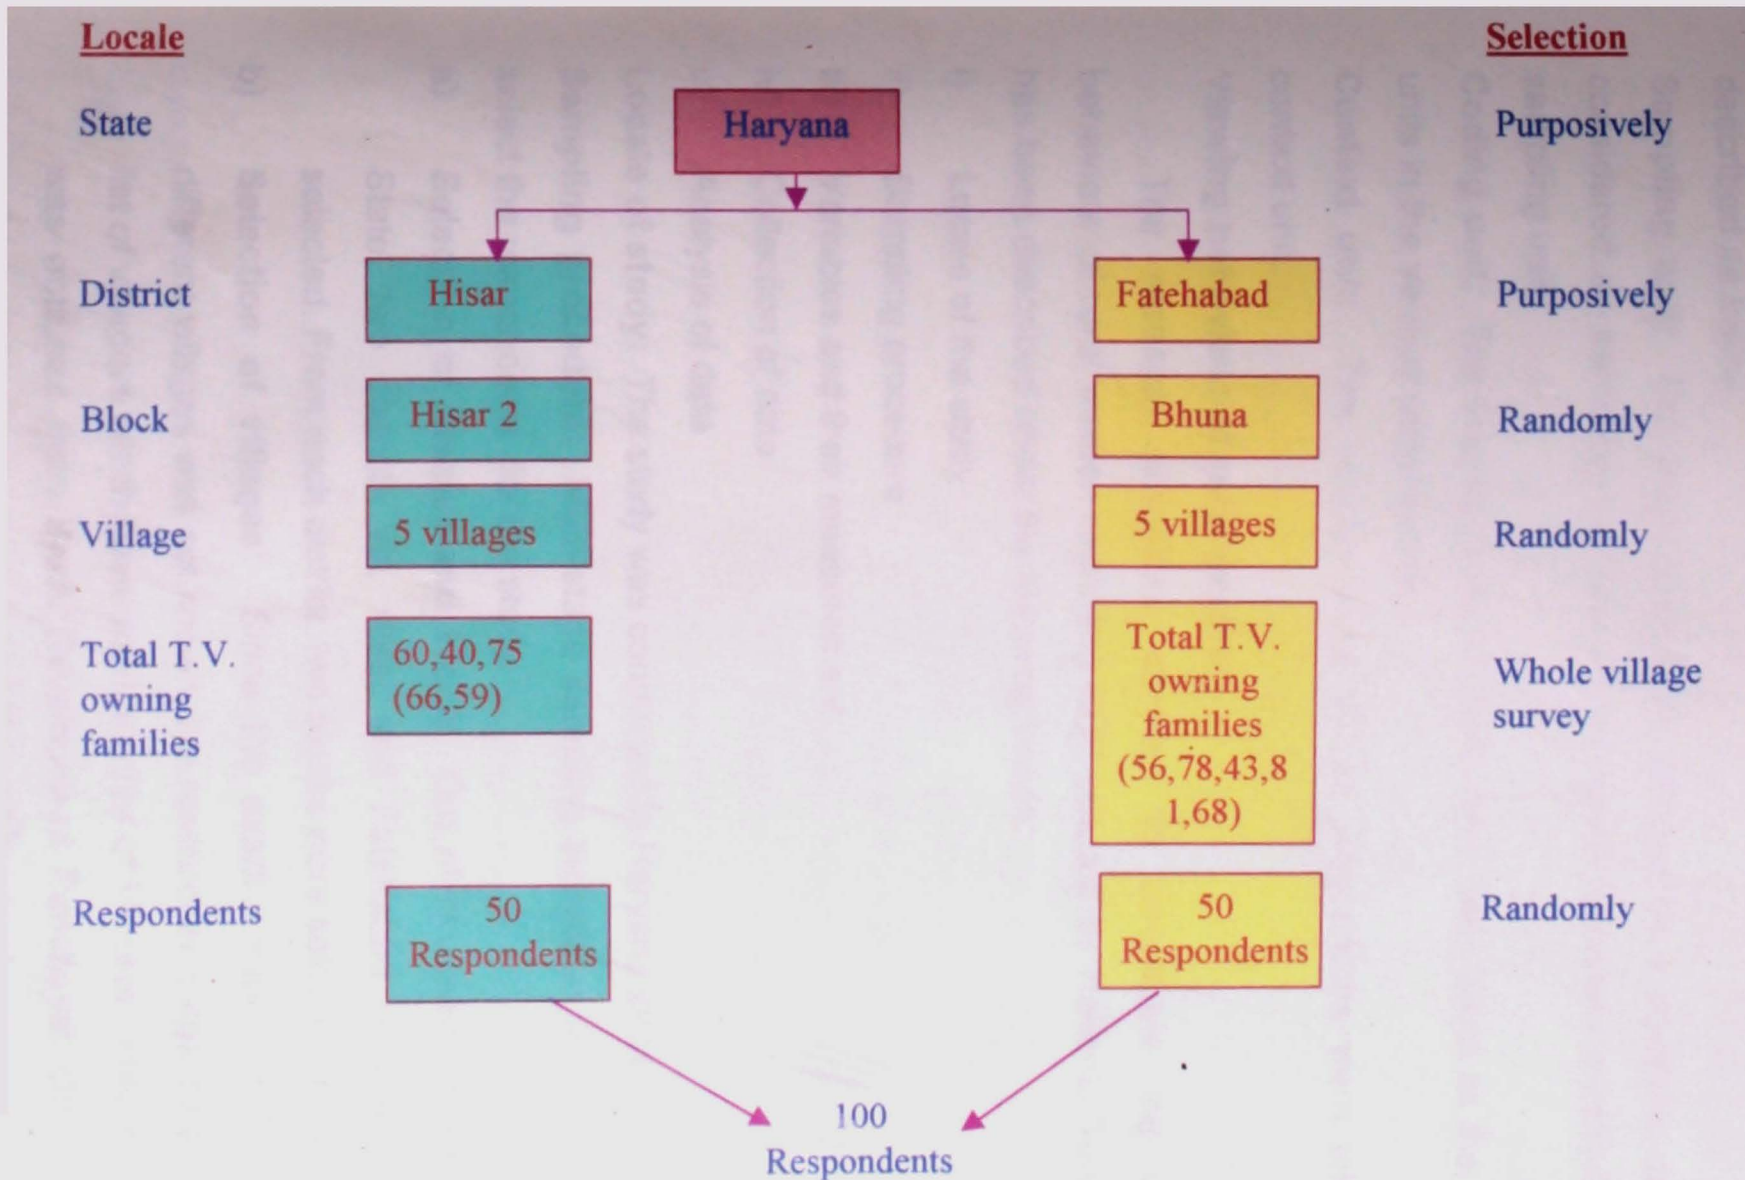 Locale
Selection
State
Haryana
Purposively
District
Hisar
Fatehabad
Purposively
Block
Hisar 2
Bhuna
Randomly
Village
5 villages
5 villages
Randomly
Total T.V.
owning
families
60,40,75
(66,59)
Total T.V.
owning
families
(56,78,43,8
1,68)
Whole village
survey
Respondents
50
Respondents
50
Respondents
Randomly
100
Respondents